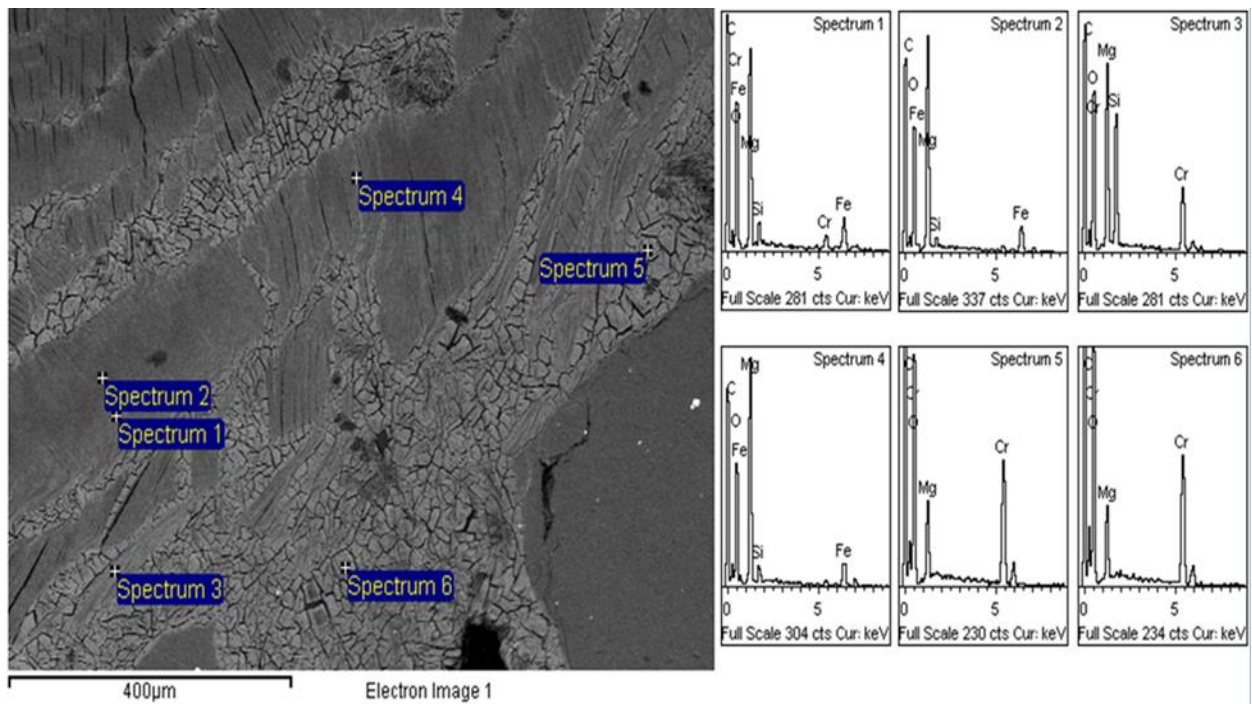 Spectrum 4
Spectrum 5
Spectrum 2
Spectrum 1
Spectrum 3
Spectrum 6
400µm
Electron Image 1
Spectrum 1
C
Cr
Fe
O
Mg
Si
Cr
Fe
0
5
Full Scale 281 cts Cur: keV
Spectrum 2
C
O
Fe
Mg
Si
Fe
0
5
Full Scale 337 cts Cur: keV
Spectrum 3
C
Mg
O
Si
Cr
Cr
0
5
Full Scale 281 cts Cur: keV
Spectrum 4
Mg
C
O
Fe
Si
Fe
0
5
Full Scale 304 cts Cur: keV
Spectrum 5
Cr
O
Cr
Mg
0
5
Full Scale 230 cts Cur: keV
Spectrum 6
Cr
O
Cr
Mg
0
5
Full Scale 234 cts Cur: keV